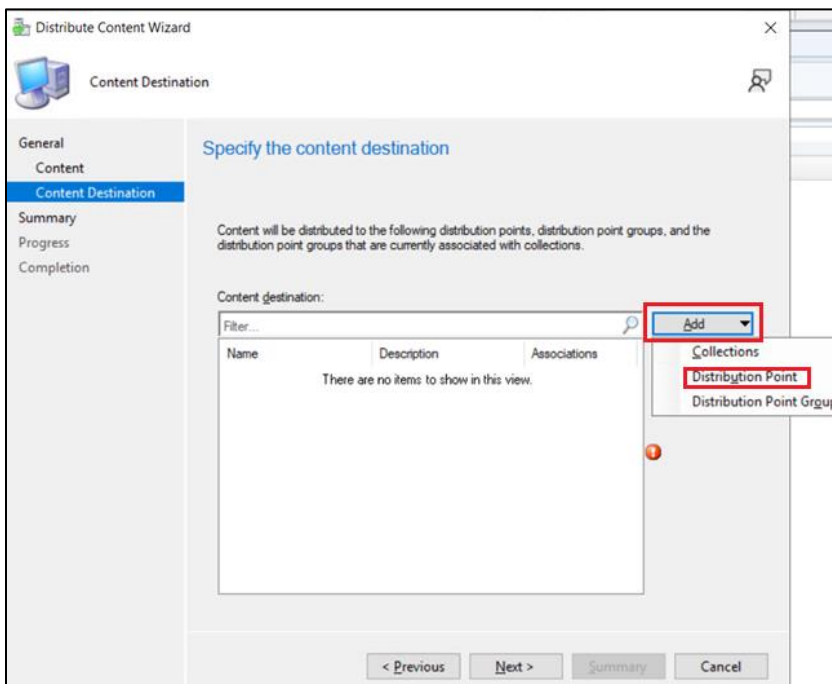 Distribute Content Wizard
Content Destination
General
Content
Content Destination
Summary
Progress
Completion
Specify the content destination
Content will be distributed to the following distribution points, distribution point groups, and the
distribution point groups that are currently associated with collections.
Content destination:
Filter...
Add
Collections
Distribution Point
Distribution Point Group
Name Description Associations
There are no items to show in this view.
< Previous Next > Summary Cancel